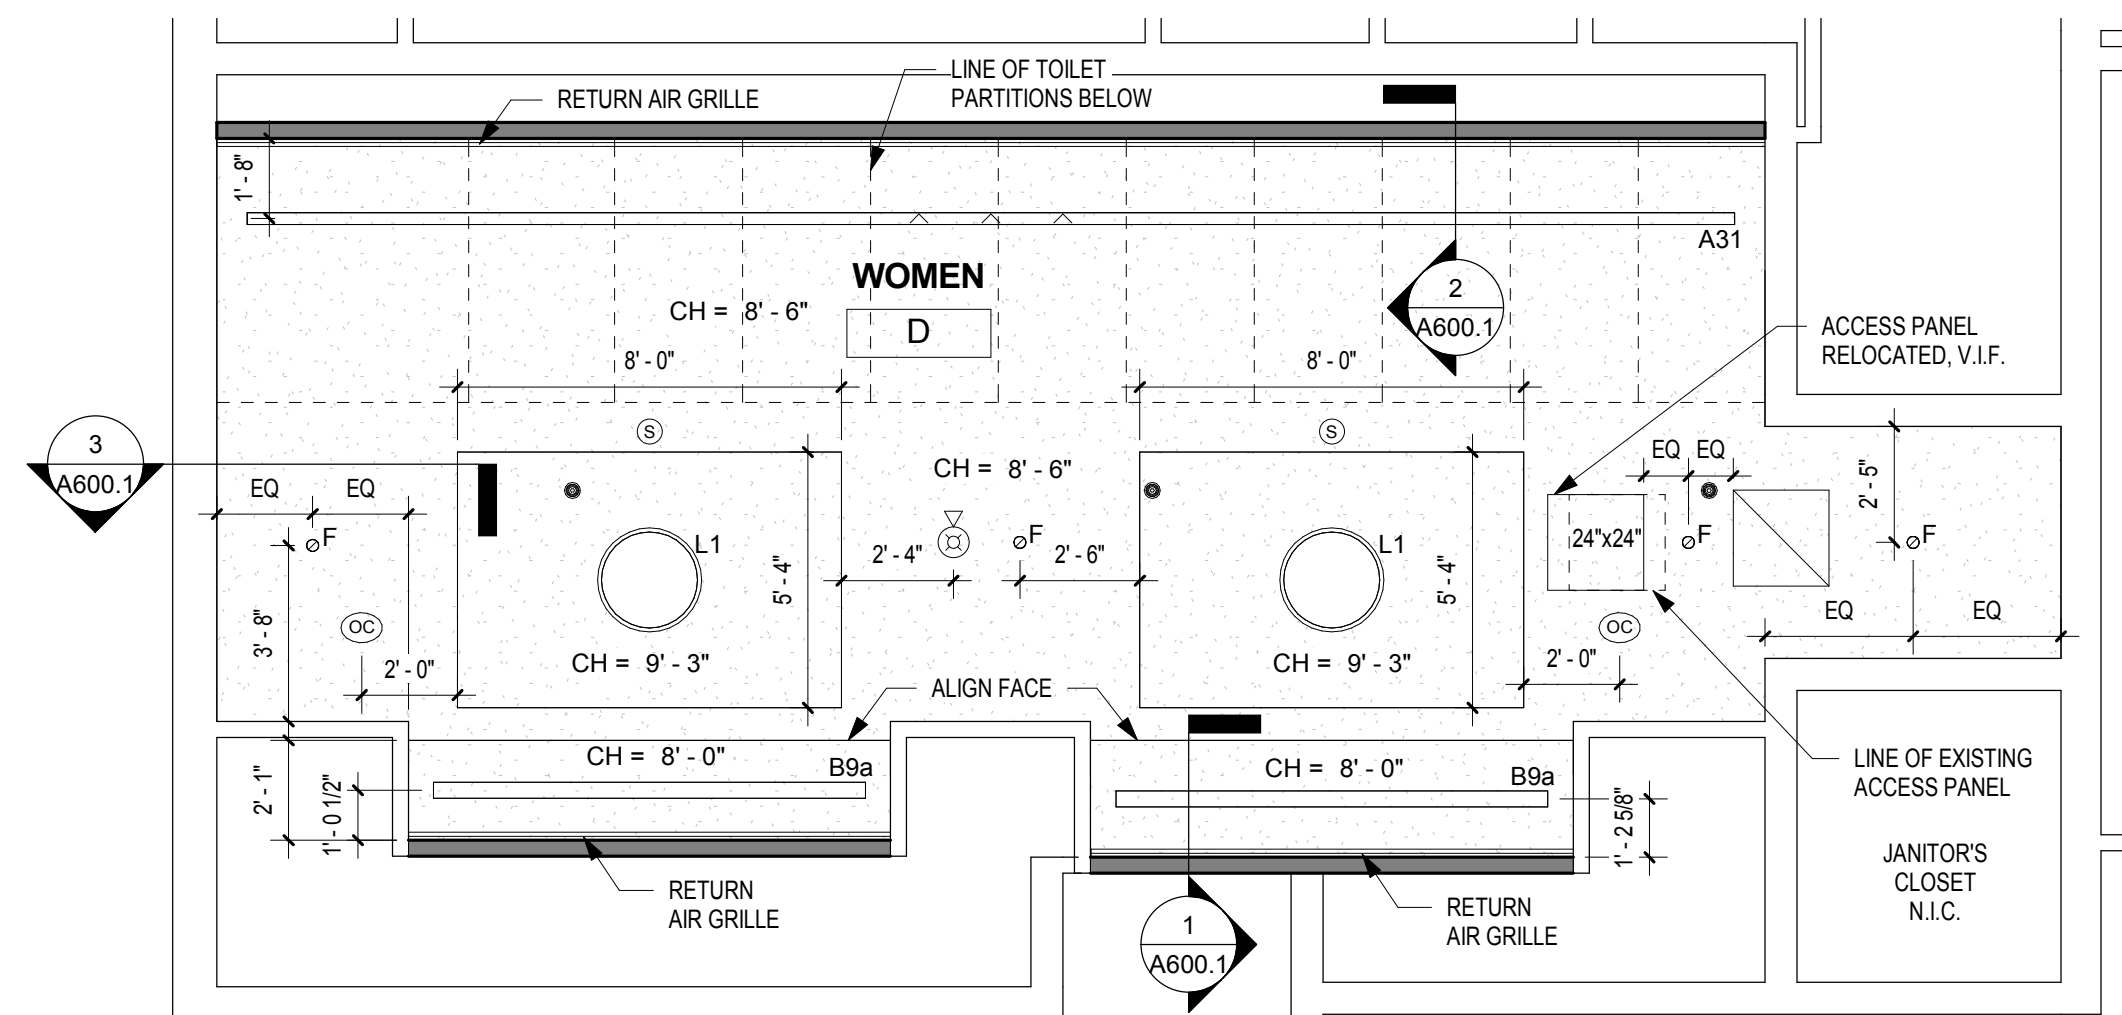 LINE OF TOILET
PARTITIONS BELOW
RETURN AIR GRILLE
1' - 8"
A31
WOMEN
CH = 8' - 6"
D
2
A600.1
ACCESS PANEL
RELOCATED, V.I.F.
8' - 0"
8' - 0"
3
A600.1
S
S
CH = 8' - 6"
EQ
EQ
EQ
EQ
2' - 5"
F
L1
2' - 4"
F
2' - 6"
L1
24"x24"
F
F
5' - 4"
5' - 4"
3' - 8"
OC
OC
EQ
EQ
2' - 0"
CH = 9' - 3"
CH = 9' - 3"
2' - 0"
ALIGN FACE
CH = 8' - 0"
B9a
CH = 8' - 0"
B9a
2' - 1"
1' - 0 1/2"
1' - 2 5/8"
LINE OF EXISTING
ACCESS PANEL
RETURN
AIR GRILLE
RETURN
AIR GRILLE
JANITOR'S
CLOSET
N.I.C.
1
A600.1